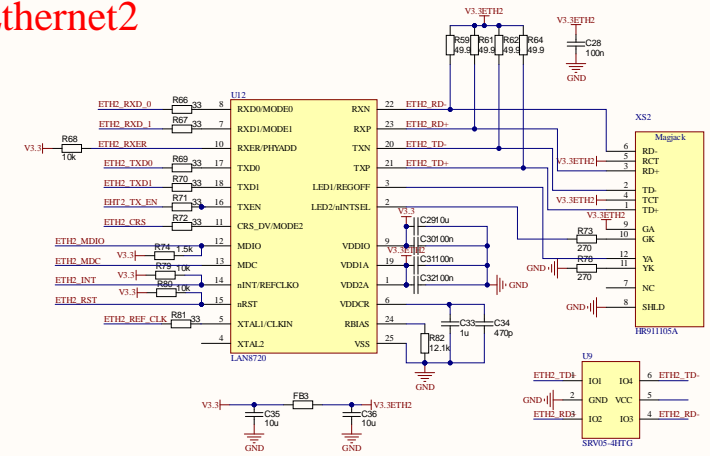 thernet2
V3.3ETH2
R59 R61 R62 R64
49.9 49.9 49.9 49.9
V3.3ETH2
C28
100n
GND
U12
ETH2_RXD_0 R66 33 8 RXD0/MODE0 RXN 22 ETH2_RD-
ETH2_RXD_1 R67 33 7 RXD1/MODE1 RXP 23 ETH2_RD+
V3.3 R68 10k ETH2_RXER 10 RXER/PHYADD TXN 20 ETH2_TD-
ETH2_TXD0 R69 33 17 TXD0 TXP 21 ETH2_TD+
ETH2_TXD1 R70 33 18 TXD1 LED1/REGOFF 3
EHT2_TX_EN R71 33 16 TXEN LED2/nINTSEL 2
ETH2_CRS R72 33 11 CRS_DV/MODE2
V3.3
C29 10u
ETH2_MDIO 12 MDIO VDDIO 9 C30 100n
V3.3 R74 1.5k
V3.3ETH2
ETH2_MDC 13 MDC VDD1A 19 C31 100n
V3.3 R79 10k
ETH2_INT 14 nINT/REFCLKO VDD2A 1 C32 100n
GND
V3.3 R80 10k
ETH2_RST 15 nRST VDDCR 6
ETH2_REF_CLK R81 33 5 XTAL1/CLKIN RBIAS 24
C33 1u
C34 470p
R82 12.1k
4 XTAL2 VSS 25
LAN8720
GND
XS2
Magjack
6 RD-
V3.3ETH2 5 RCT
3 RD+
2 TD-
V3.3ETH2 4 TCT
1 TD+
V3.3ETH2
9 GA
R73 270 10 GK
12 YA
GND R78 270 11 YK
7 NC
GND 8 SHLD
HR911105A
U9
ETH2_TD+ 1 IO1 IO4 6 ETH2_TD-
GND 2 GND VCC 5
ETH2_RD+ 3 IO2 IO3 4 ETH2_RD-
SRV05-4HTG
V3.3 FB3 V3.3ETH2
C35 10u
C36 10u
GND GND